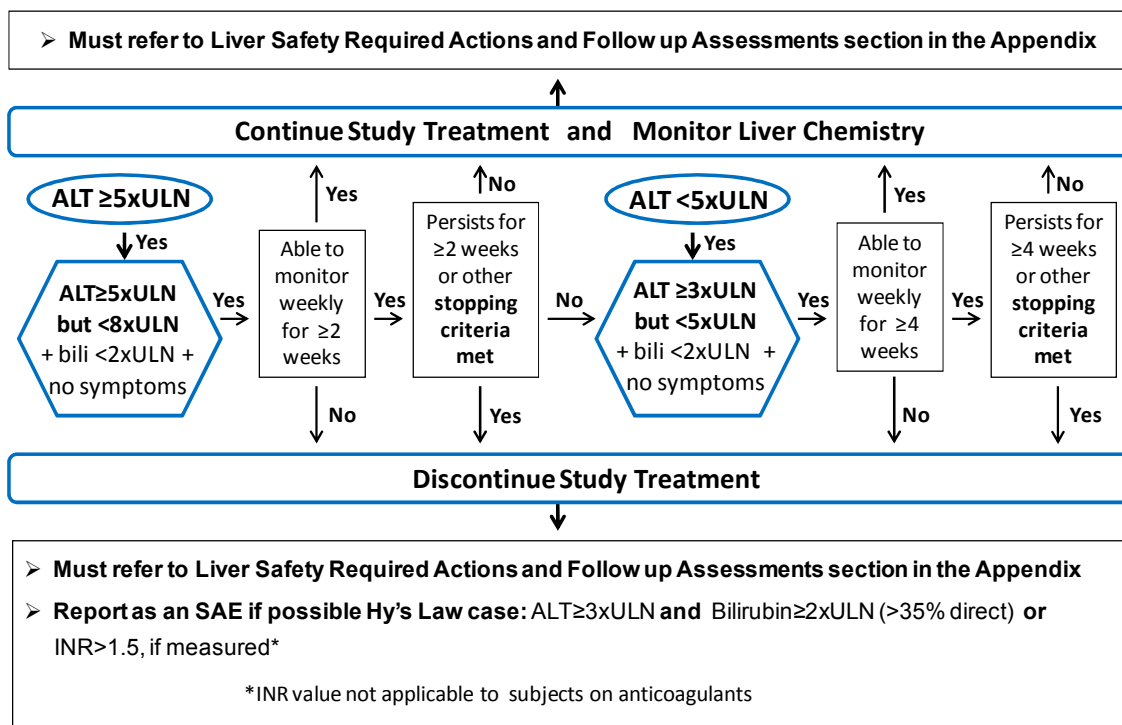 ➢ Must refer to Liver Safety Required Actions and Follow up Assessments section in the Appendix
Continue Study Treatment and Monitor Liver Chemistry
ALT ≥5xULN
Yes
ALT≥5xULN
but <8xULN
+ bili <2xULN +
no symptoms
Yes
Yes
Able to
monitor
weekly
for ≥2
weeks
No
Yes
No
Persists for
≥2 weeks
or other
stopping
criteria
met
Yes
No
ALT <5xULN
Yes
ALT ≥3xULN
but <5xULN
+ bili <2xULN +
no symptoms
Yes
Yes
Able to
monitor
weekly
for ≥4
weeks
No
Yes
No
Persists for
≥4 weeks
or other
stopping
criteria
met
Yes
Discontinue Study Treatment
➢ Must refer to Liver Safety Required Actions and Follow up Assessments section in the Appendix
➢ Report as an SAE if possible Hy's Law case: ALT≥3xULN and Bilirubin≥2xULN (>35% direct) or
INR>1.5, if measured*
*INR value not applicable to subjects on anticoagulants